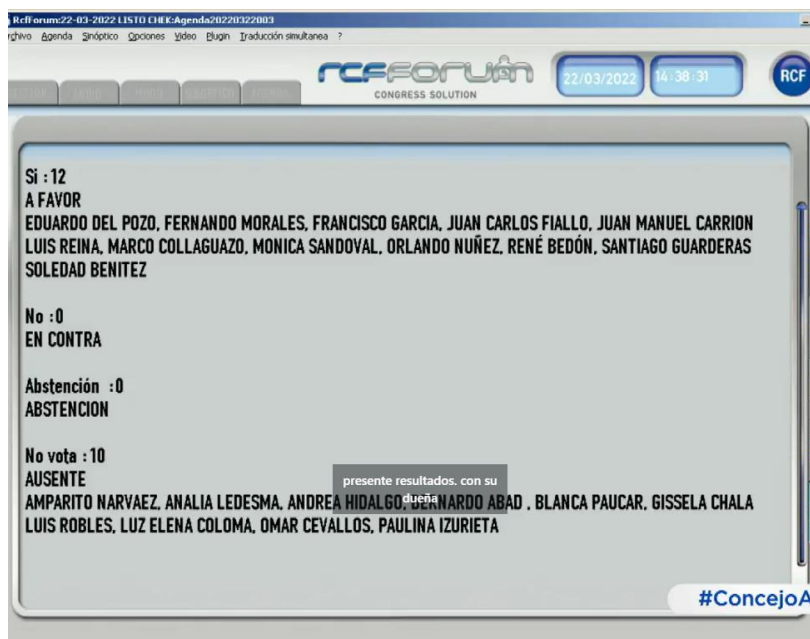 RcfForum:22-03-2022 LISTO CHEK:Agenda20220322003
rchivo Agenda Sinóptico Opciones Video Plugin Traducción simultanea ?
rcfforum
CONGRESS SOLUTION
22/03/2022
14:38:31
RCF
Si : 12
A FAVOR
EDUARDO DEL POZO, FERNANDO MORALES, FRANCISCO GARCIA, JUAN CARLOS FIALLO, JUAN MANUEL CARRION
LUIS REINA, MARCO COLLAGUAZO, MONICA SANDOVAL, ORLANDO NUÑEZ, RENÉ BEDÓN, SANTIAGO GUARDERAS
SOLEDAD BENITEZ
No :0
EN CONTRA
Abstención :0
ABSTENCION
No vota : 10
AUSENTE
presente resultados. con su
dueña
AMPARITO NARVAEZ, ANALIA LEDESMA, ANDREA HIDALGO, BERNARDO ABAD , BLANCA PAUCAR, GISSELA CHALA
LUIS ROBLES, LUZ ELENA COLOMA, OMAR CEVALLOS, PAULINA IZURIETA
#ConcejoA